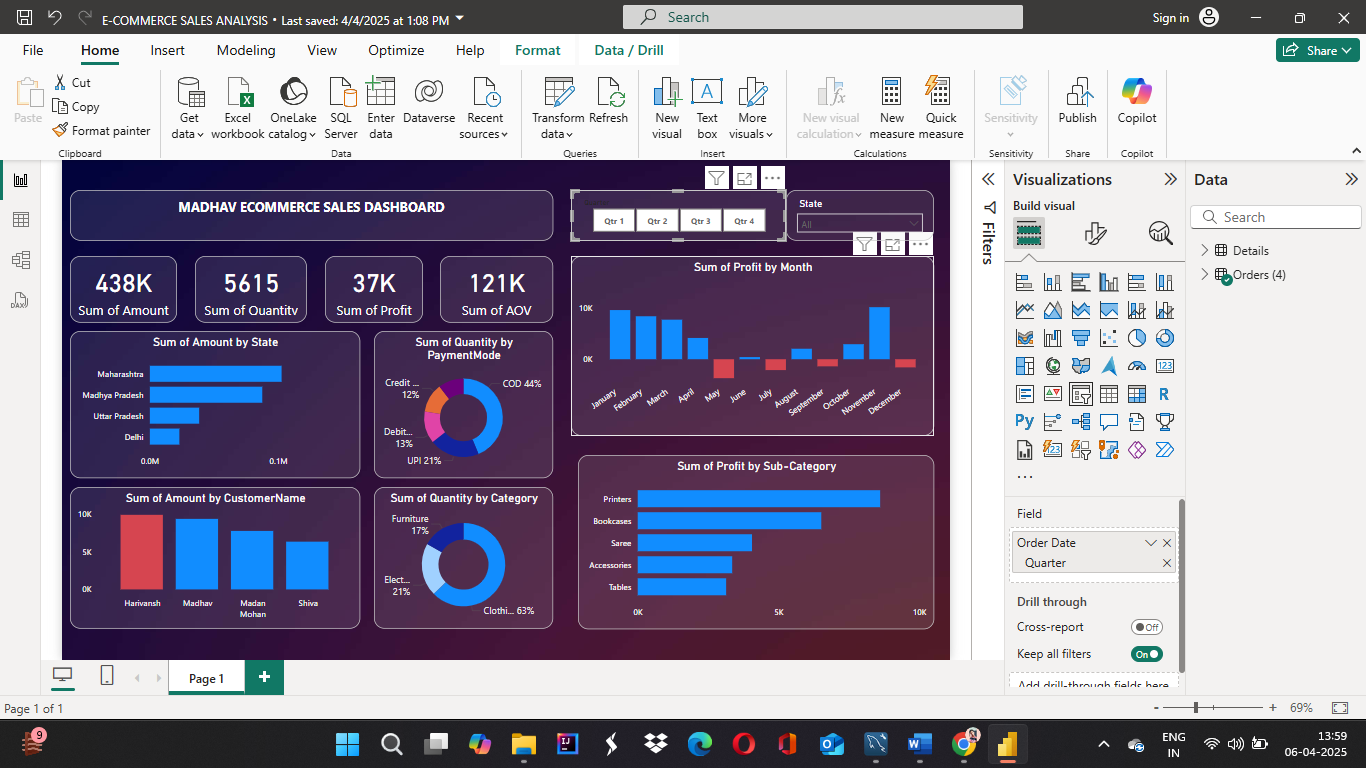 E-COMMERCE SALES ANALYSIS • Last saved: 4/4/2025 at 1:08 PM
Search
Sign in
File Home Insert Modeling View Optimize Help Format Data / Drill
Share
Paste
Cut
Copy
Format painter
Get data
Excel workbook
OneLake catalog
SQL Server
Enter data
Dataverse
Recent sources
Transform data
Refresh
New visual
Text box
More visuals
New visual calculation
New measure
Quick measure
Sensitivity
Publish
Copilot
Clipboard
Data
Queries
Insert
Calculations
Sensitivity
Share
Copilot
MADHAV ECOMMERCE SALES DASHBOARD
Qtr 1 Qtr 2 Qtr 3 Qtr 4
State
All
438K
Sum of Amount
5615
Sum of Quantity
37K
Sum of Profit
121K
Sum of AOV
Sum of Profit by Month
10K
0K
January February March April May June July August September October November December
Sum of Amount by State
Maharashtra
Madhya Pradesh
Uttar Pradesh
Delhi
0.0M 0.1M
Sum of Quantity by
PaymentMode
Credit ...
12%
COD 44%
Debit...
13%
UPI 21%
Sum of Profit by Sub-Category
Printers
Bookcases
Saree
Accessories
Tables
0K 5K 10K
Sum of Amount by CustomerName
10K
5K
0K
Harivansh Madhav Madan Mohan Shiva
Sum of Quantity by Category
Furniture
17%
Elect...
21%
Clothi... 63%
Filters
Visualizations
Build visual
R
Py
123
123
...
Field
Order Date
Quarter
Drill through
Cross-report
Off
Keep all filters
On
Add drill-through fields here
Data
Search
Details
Orders (4)
DAX
Page 1
Page 1 of 1
- + 69%
9
ENG
IN
13:59
06-04-2025